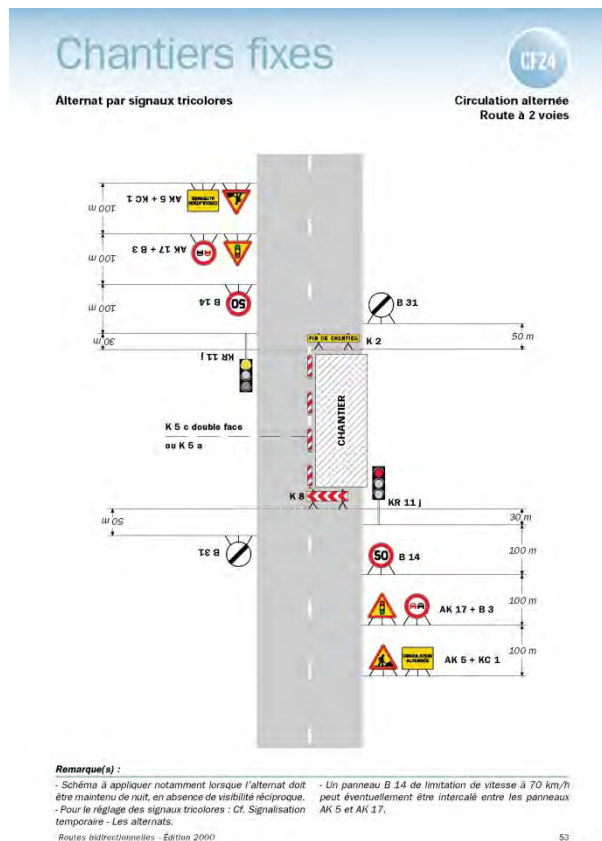 Chantiers fixes
CF24
Alternat par signaux tricolores
Circulation alternée
Route à 2 voies
AK 5 + KC 1
CIRCULATION ALTERNÉE
100 m
AK 17 + B 3
100 m
B 14
50
100 m
KR 11 j
30 m
B 31
50 m
FIN DE CHANTIER
K 2
K 5 c double face
ou K 5 a
CHANTIER
K 8
KR 11 j
30 m
50 m
B 31
50
B 14
100 m
AK 17 + B 3
100 m
CIRCULATION ALTERNÉE
AK 5 + KC 1
100 m
Remarque(s) :
- Schéma à appliquer notamment lorsque l'alternat doit
être maintenu de nuit, en absence de visibilité réciproque.
- Pour le réglage des signaux tricolores : Cf. Signalisation
temporaire - Les alternats.
- Un panneau B 14 de limitation de vitesse à 70 km/h
peut éventuellement être intercalé entre les panneaux
AK 5 et AK 17.
Routes bidirectionnelles - Édition 2000
53